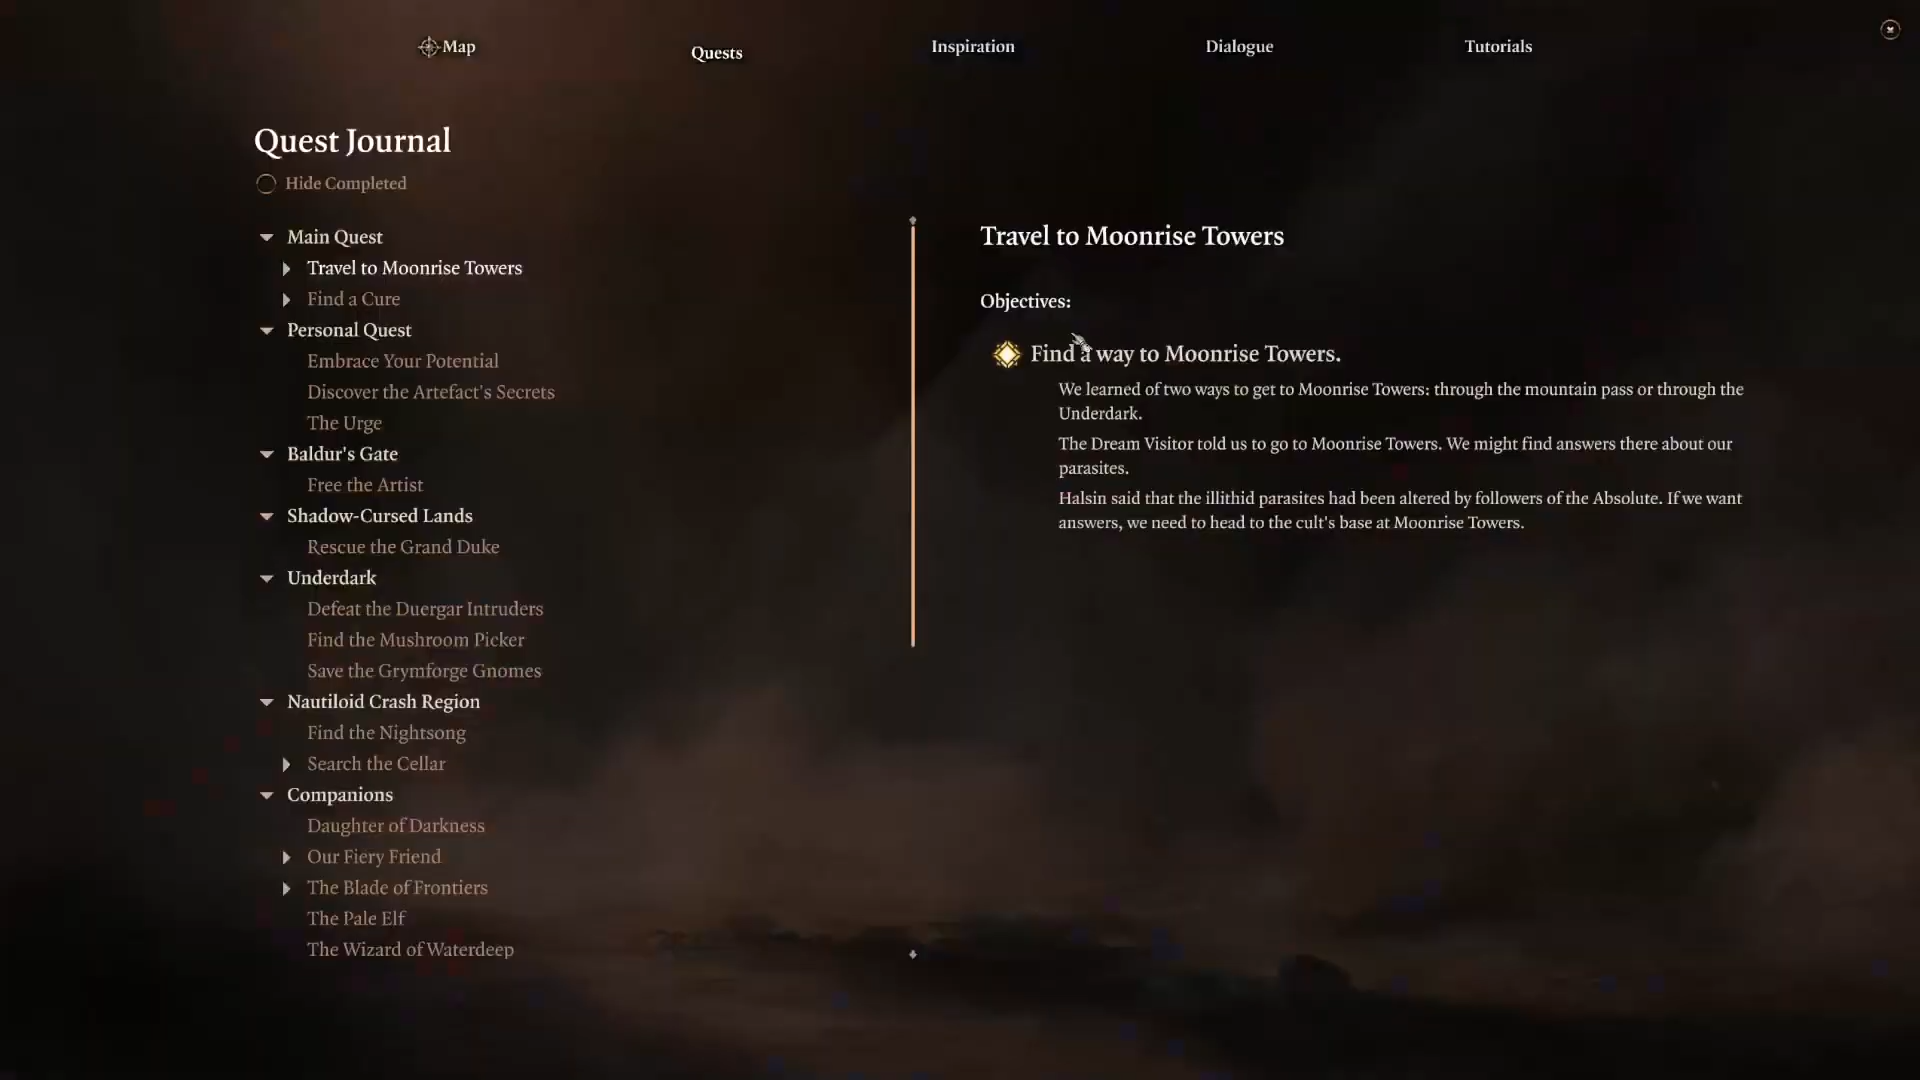 Map
Quests
Inspiration
Dialogue
Tutorials
Quest Journal
Hide Completed
Main Quest
Travel to Moonrise Towers
Find a Cure
Personal Quest
Embrace Your Potential
Discover the Artefact's Secrets
The Urge
Baldur's Gate
Free the Artist
Shadow-Cursed Lands
Rescue the Grand Duke
Underdark
Defeat the Duergar Intruders
Find the Mushroom Picker
Save the Grymforge Gnomes
Nautiloid Crash Region
Find the Nightsong
Search the Cellar
Companions
Daughter of Darkness
Our Fiery Friend
The Blade of Frontiers
The Pale Elf
The Wizard of Waterdeep
Travel to Moonrise Towers
Objectives:
Find a way to Moonrise Towers.
We learned of two ways to get to Moonrise Towers: through the mountain pass or through the
Underdark.
The Dream Visitor told us to go to Moonrise Towers. We might find answers there about our
parasites.
Halsin said that the illithid parasites had been altered by followers of the Absolute. If we want
answers, we need to head to the cult's base at Moonrise Towers.